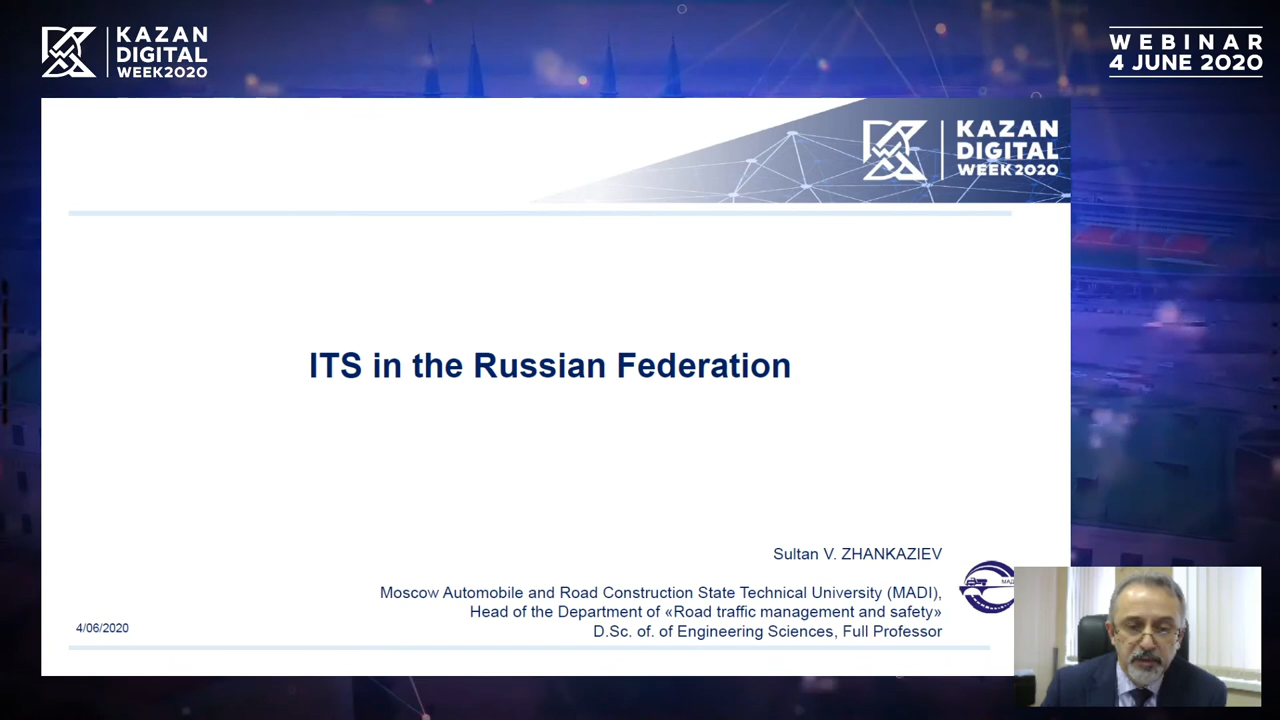 KAZAN
DIGITAL
WEEK2020
WEBINAR
4 JUNE 2020
KAZAN
DIGITAL
WEEK2020
ITS in the Russian Federation
Sultan V. ZHANKAZIEV
Moscow Automobile and Road Construction State Technical University (MADI),
Head of the Department of «Road traffic management and safety»
D.Sc. of. of Engineering Sciences, Full Professor
4/06/2020